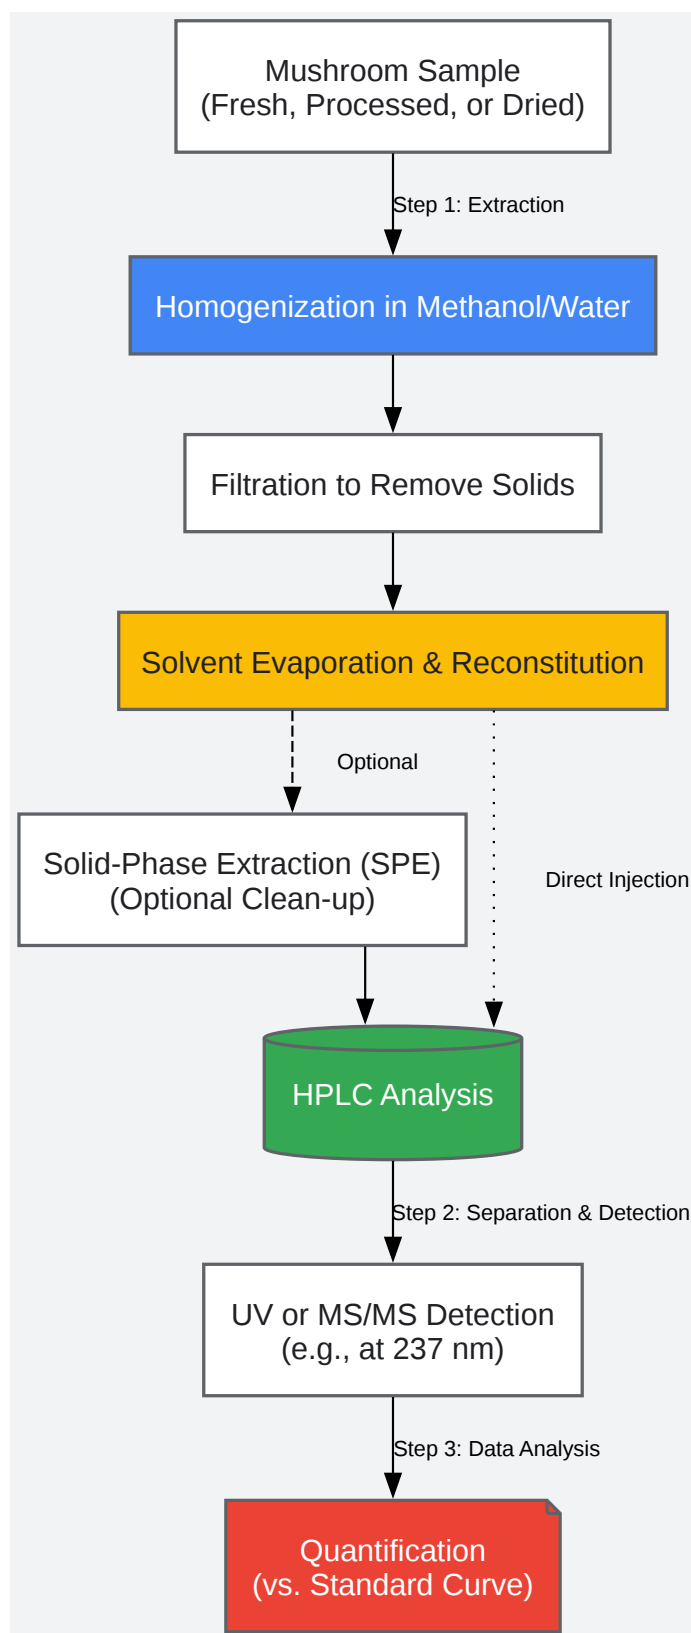 Mushroom Sample
(Fresh, Processed, or Dried)
Step 1: Extraction
Homogenization in Methanol/Water
Filtration to Remove Solids
Solvent Evaporation & Reconstitution
Optional
Solid-Phase Extraction (SPE)
(Optional Clean-up)
Direct Injection
HPLC Analysis
Step 2: Separation & Detection
UV or MS/MS Detection
(e.g., at 237 nm)
Step 3: Data Analysis
Quantification
(vs. Standard Curve)